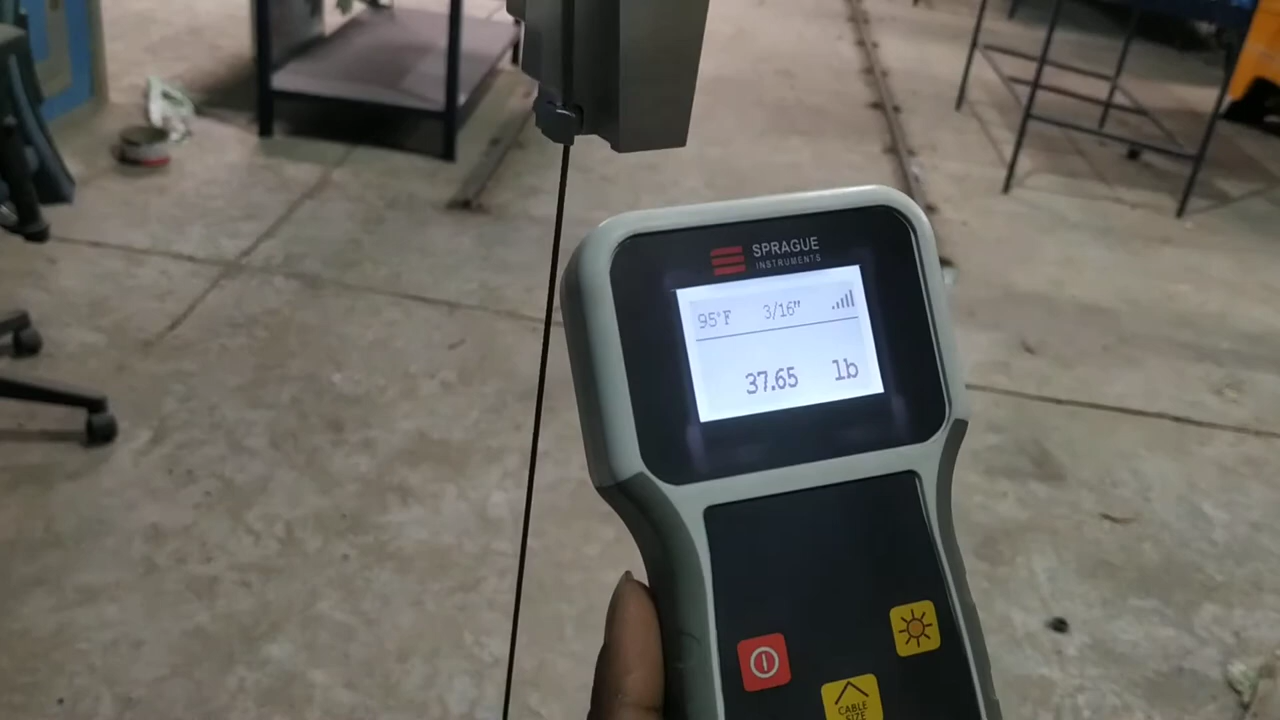 SPRAGUE
INSTRUMENTS
95°F 3/16"
37.65 lb
CABLE
SIZE